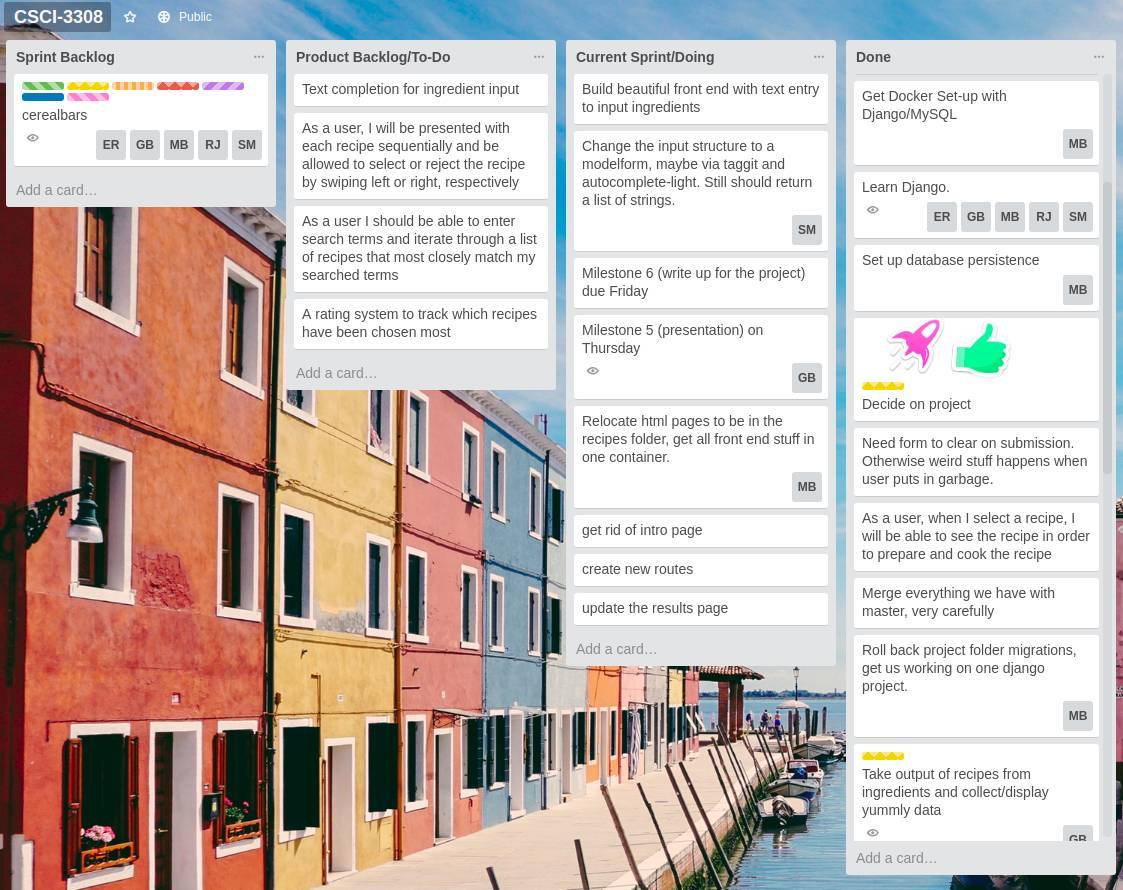 CSCI-3308
Public
Sprint Backlog
cerealbars
ER GB MB RJ SM
Add a card…
Product Backlog/To-Do
Text completion for ingredient input
As a user, I will be presented with
each recipe sequentially and be
allowed to select or reject the recipe
by swiping left or right, respectively
As a user I should be able to enter
search terms and iterate through a list
of recipes that most closely match my
searched terms
A rating system to track which recipes
have been chosen most
Add a card…
Current Sprint/Doing
Build beautiful front end with text entry
to input ingredients
Change the input structure to a
modelform, maybe via taggit and
autocomplete-light. Still should return
a list of strings.
SM
Milestone 6 (write up for the project)
due Friday
Milestone 5 (presentation) on
Thursday
GB
Relocate html pages to be in the
recipes folder, get all front end stuff in
one container.
MB
get rid of intro page
create new routes
update the results page
Add a card…
Done
Get Docker Set-up with
Django/MySQL
MB
Learn Django.
ER GB MB RJ SM
Set up database persistence
MB
Decide on project
Need form to clear on submission.
Otherwise weird stuff happens when
user puts in garbage.
As a user, when I select a recipe, I
will be able to see the recipe in order
to prepare and cook the recipe
Merge everything we have with
master, very carefully
Roll back project folder migrations,
get us working on one django
project.
MB
Take output of recipes from
ingredients and collect/display
yummly data
GB
Add a card…